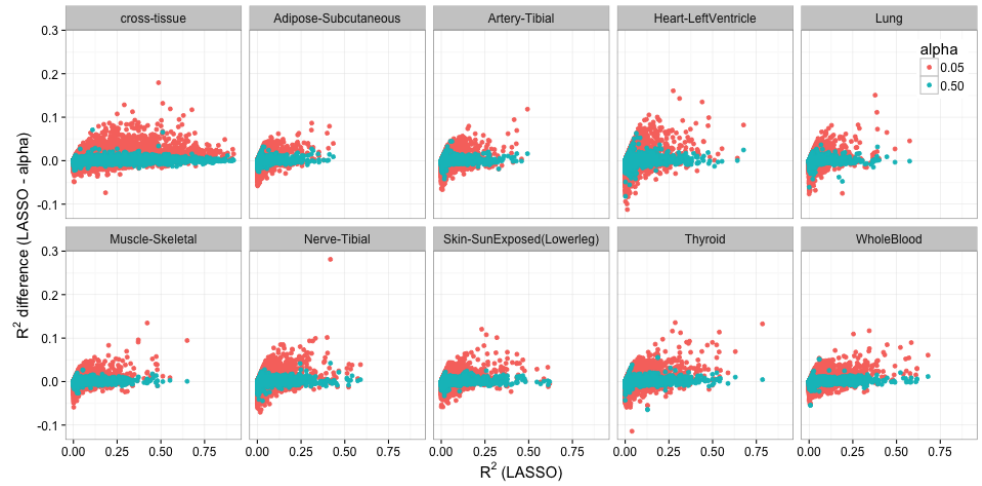 cross-tissue Adipose-Subcutaneous Artery-Tibial Heart-LeftVentricle Lung
0.3
0.2
0.1
0.0
-0.1
alpha
0.05
0.50
R² difference (LASSO - alpha)
Muscle-Skeletal Nerve-Tibial Skin-SunExposed(Lowerleg) Thyroid WholeBlood
0.3
0.2
0.1
0.0
-0.1
0.00 0.25 0.50 0.75 0.00 0.25 0.50 0.75 0.00 0.25 0.50 0.75 0.00 0.25 0.50 0.75 0.00 0.25 0.50 0.75
R² (LASSO)